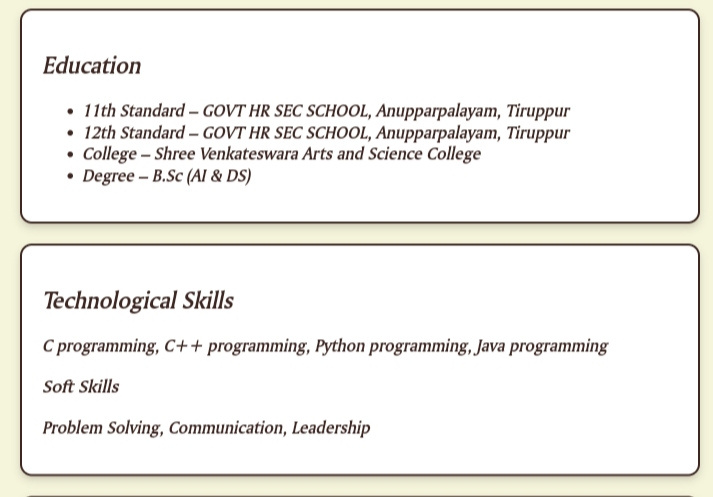 Education
• 11th Standard – GOVT HR SEC SCHOOL, Anupparpalayam, Tiruppur
• 12th Standard – GOVT HR SEC SCHOOL, Anupparpalayam, Tiruppur
• College – Shree Venkateswara Arts and Science College
• Degree – B.Sc (AI & DS)
Technological Skills
C programming, C++ programming, Python programming, Java programming
Soft Skills
Problem Solving, Communication, Leadership